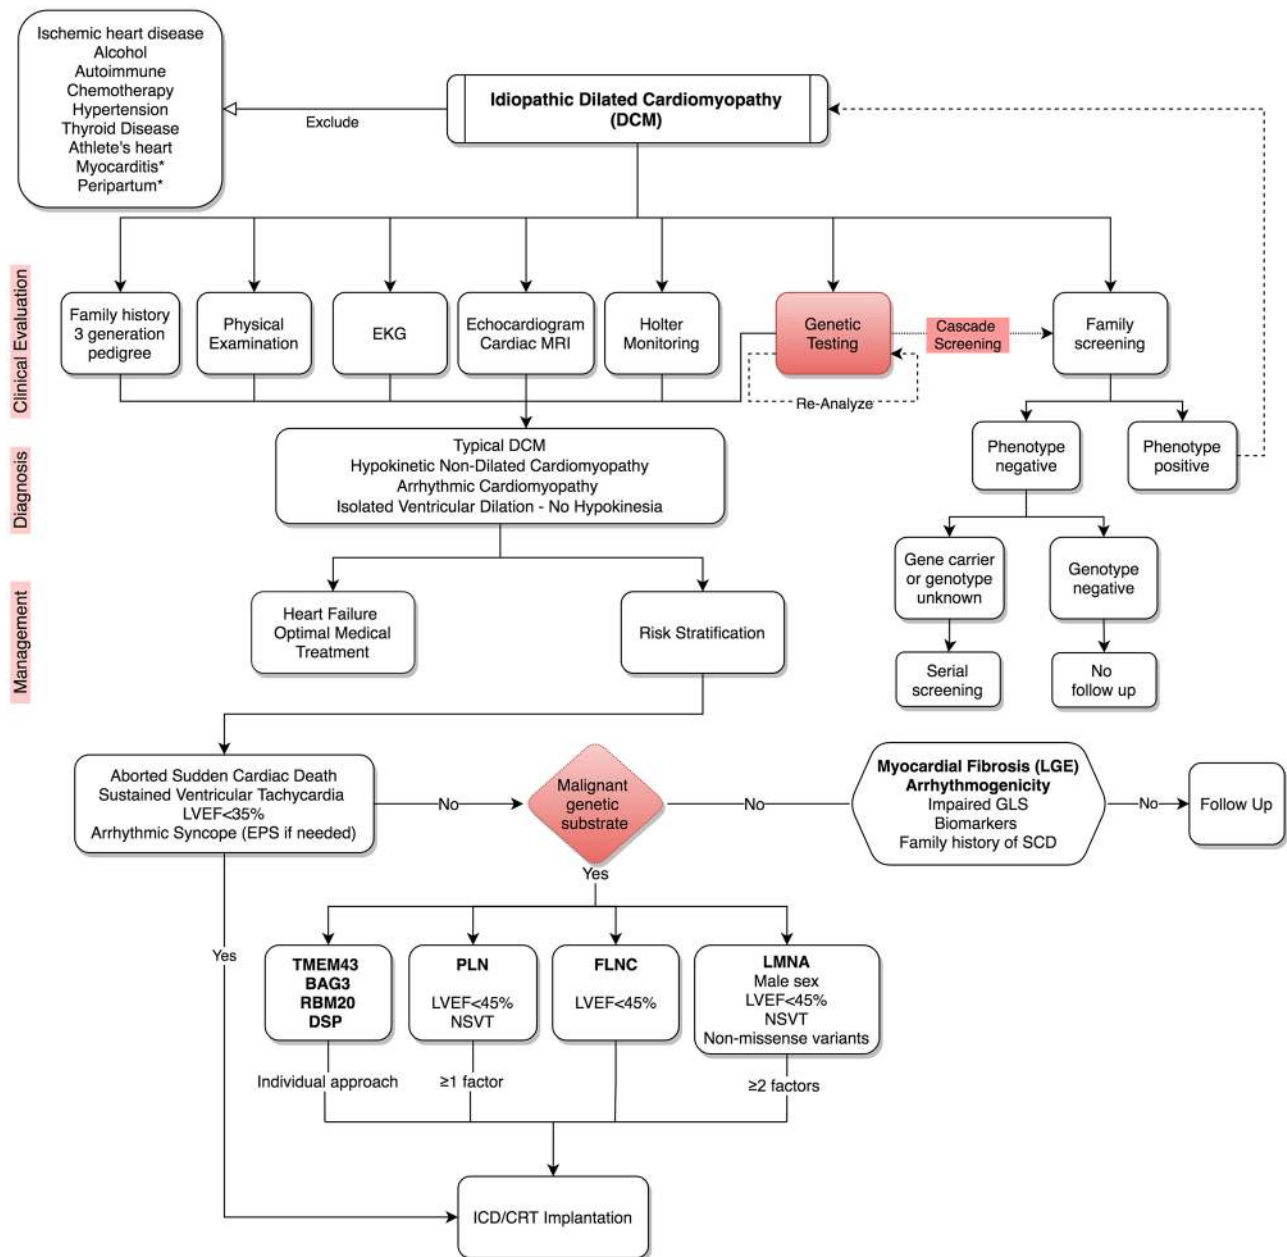 Ischemic heart disease
Alcohol
Autoimmune
Chemotherapy
Hypertension
Thyroid Disease
Athlete's heart
Myocarditis*
Peripartum*
Exclude
Idiopathic Dilated Cardiomyopathy
(DCM)
Clinical Evaluation
Family history
3 generation
pedigree
Physical
Examination
EKG
Echocardiogram
Cardiac MRI
Holter
Monitoring
Genetic
Testing
Cascade
Screening
Family
screening
Re-Analyze
Diagnosis
Typical DCM
Hypokinetic Non-Dilated Cardiomyopathy
Arrhythmic Cardiomyopathy
Isolated Ventricular Dilation - No Hypokinesia
Phenotype
negative
Phenotype
positive
Gene carrier
or genotype
unknown
Genotype
negative
Management
Heart Failure
Optimal Medical
Treatment
Risk Stratification
Serial
screening
No
follow up
Aborted Sudden Cardiac Death
Sustained Ventricular Tachycardia
LVEF<35%
Arrhythmic Syncope (EPS if needed)
No
Malignant
genetic
substrate
No
Myocardial Fibrosis (LGE)
Arrhythmogenicity
Impaired GLS
Biomarkers
Family history of SCD
No
Follow Up
Yes
Yes
TMEM43
BAG3
RBM20
DSP
PLN
LVEF<45%
NSVT
FLNC
LVEF<45%
LMNA
Male sex
LVEF<45%
NSVT
Non-missense variants
Individual approach
≥1 factor
≥2 factors
ICD/CRT Implantation